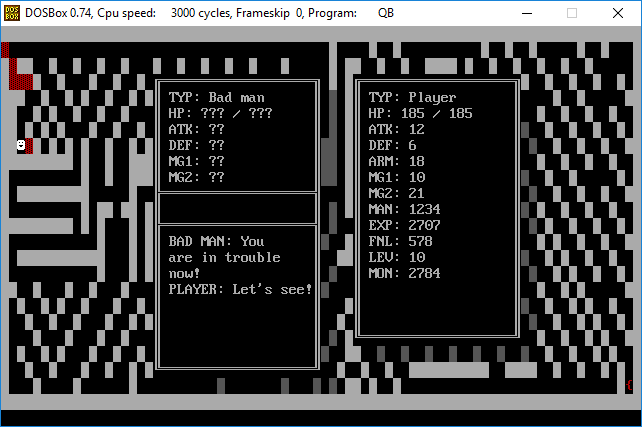 DOSBox 0.74, Cpu speed: 3000 cycles, Frameskip 0, Program: QB
TYP: Bad man
HP: ??? / ???
ATK: ??
DEF: ??
MG1: ??
MG2: ??
BAD MAN: You
are in trouble
now!
PLAYER: Let's see!
TYP: Player
HP: 185 / 185
ATK: 12
DEF: 6
ARM: 18
MG1: 10
MG2: 21
MAN: 1234
EXP: 2707
FNL: 578
LEV: 10
MON: 2784